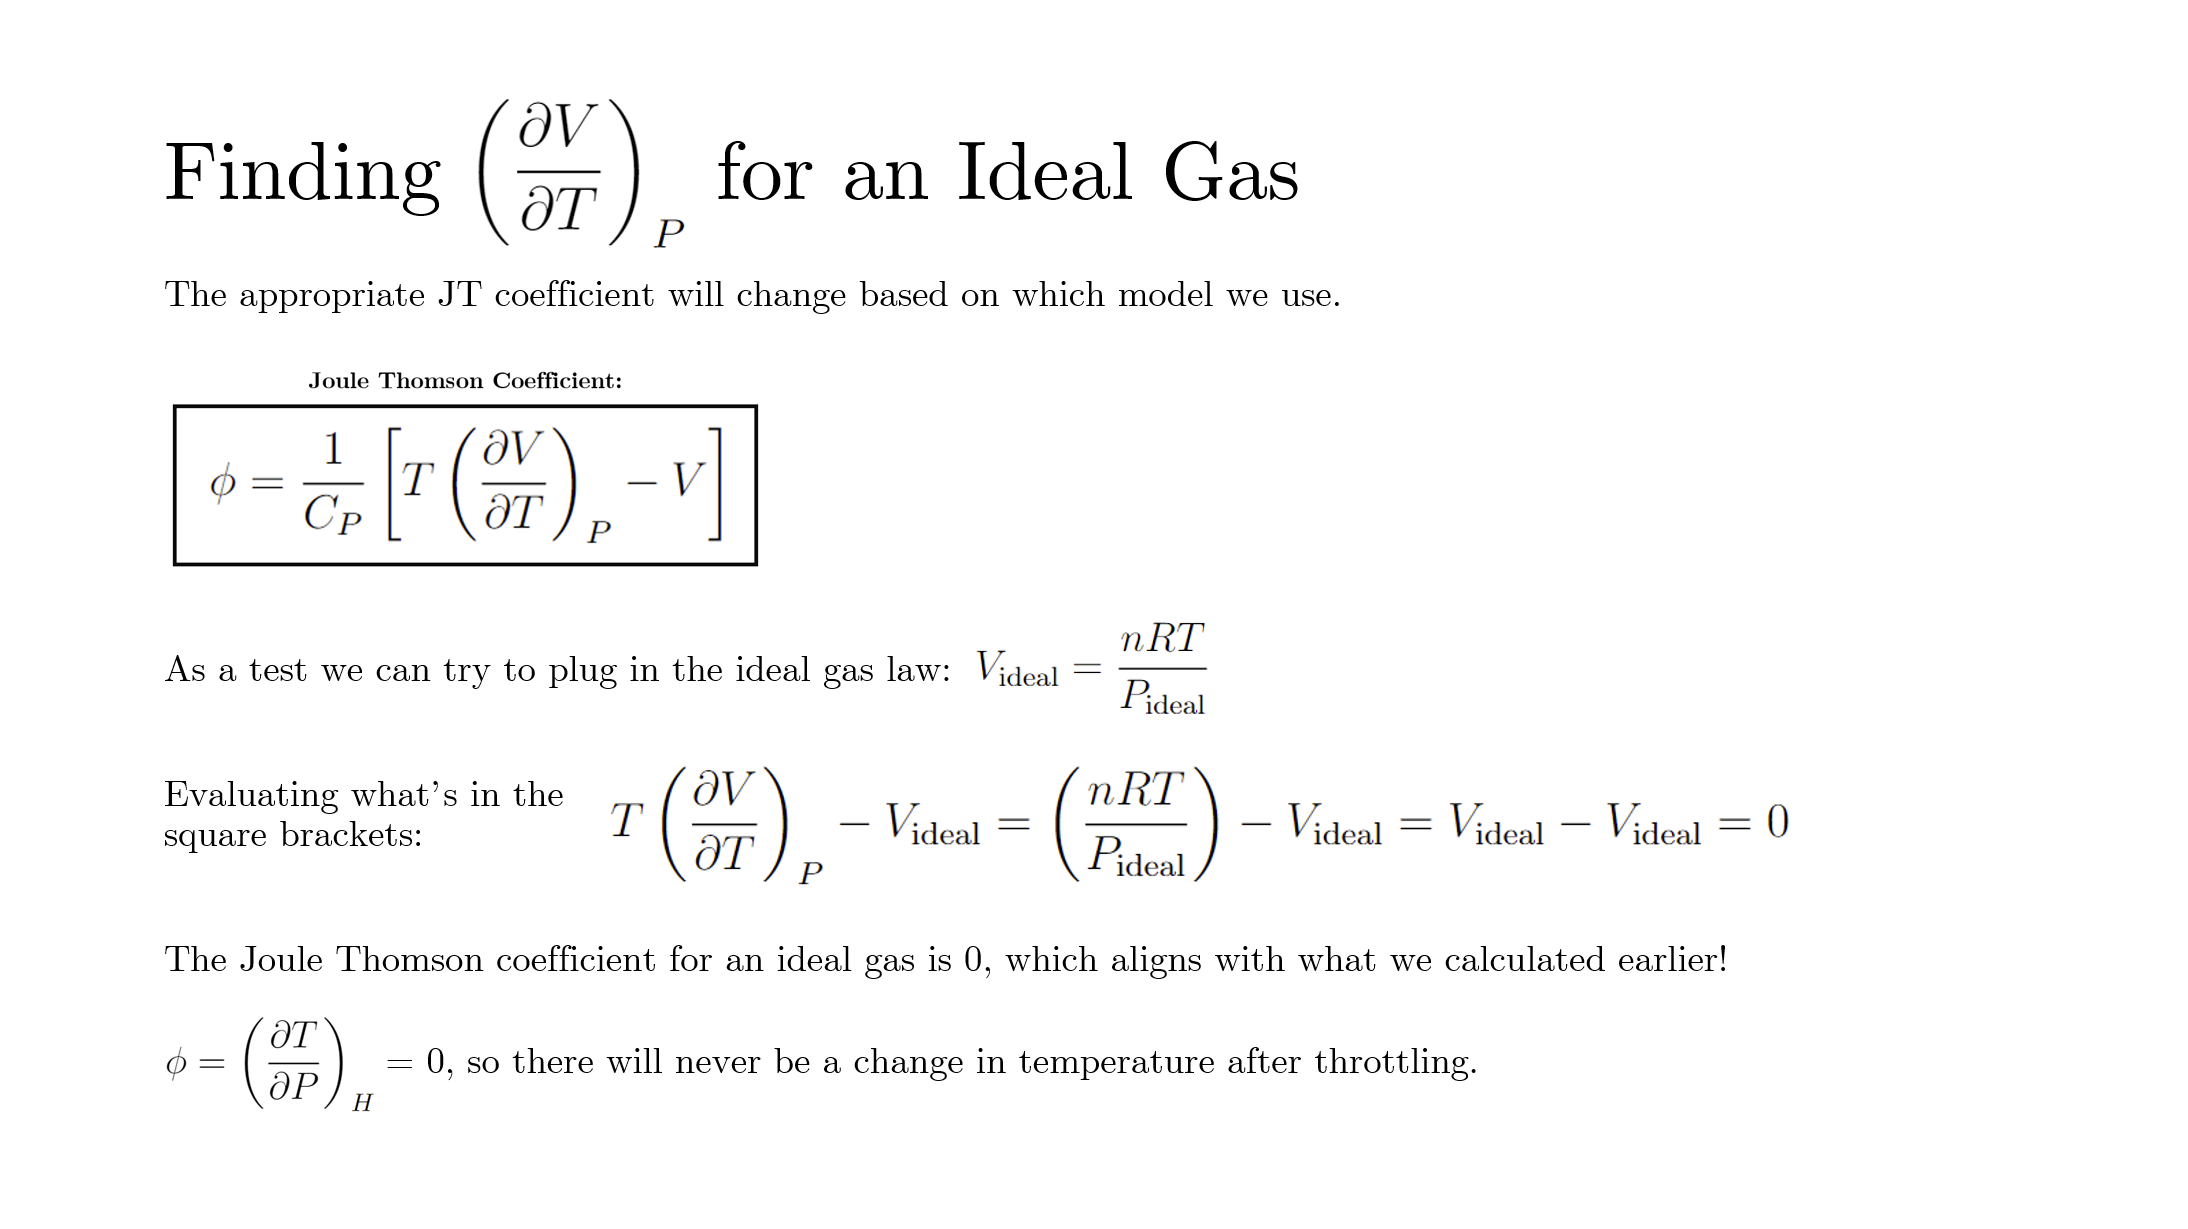 Finding $\left(\frac{\partial V}{\partial T}\right)_P$ for an Ideal Gas
The appropriate JT coefficient will change based on which model we use.
Joule Thomson Coefficient:
$\phi = \frac{1}{C_P}\left[T\left(\frac{\partial V}{\partial T}\right)_P - V\right]$
As a test we can try to plug in the ideal gas law: $V_{\text{ideal}} = \frac{nRT}{P_{\text{ideal}}}$
Evaluating what's in the
square brackets:
$T\left(\frac{\partial V}{\partial T}\right)_P - V_{\text{ideal}} = \left(\frac{nRT}{P_{\text{ideal}}}\right) - V_{\text{ideal}} = V_{\text{ideal}} - V_{\text{ideal}} = 0$
The Joule Thomson coefficient for an ideal gas is 0, which aligns with what we calculated earlier!
$\phi = \left(\frac{\partial T}{\partial P}\right)_H = 0$, so there will never be a change in temperature after throttling.